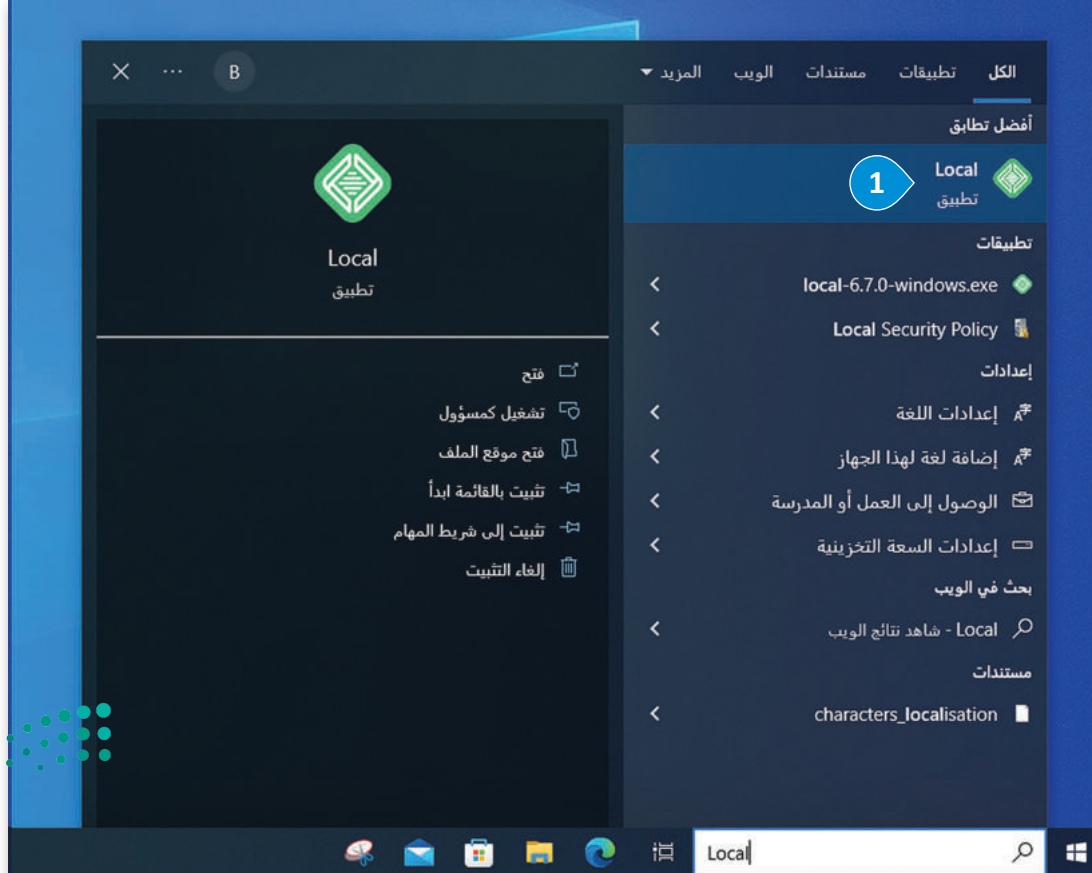 الكل
تطبيقات
مستندات
الويب
المزيد
B
أفضل تطابق
Local
تطبيق
1
تطبيقات
local-6.7.0-windows.exe
Local Security Policy
إعدادات
إعدادات اللغة
إضافة لغة لهذا الجهاز
الوصول إلى العمل أو المدرسة
إعدادات السعة التخزينية
بحث في الويب
Local - شاهد نتائج الويب
مستندات
characters_localisation
Local
تطبيق
فتح
تشغيل كمسؤول
فتح موقع الملف
تثبيت بالقائمة ابدأ
تثبيت إلى شريط المهام
إلغاء التثبيت
Local